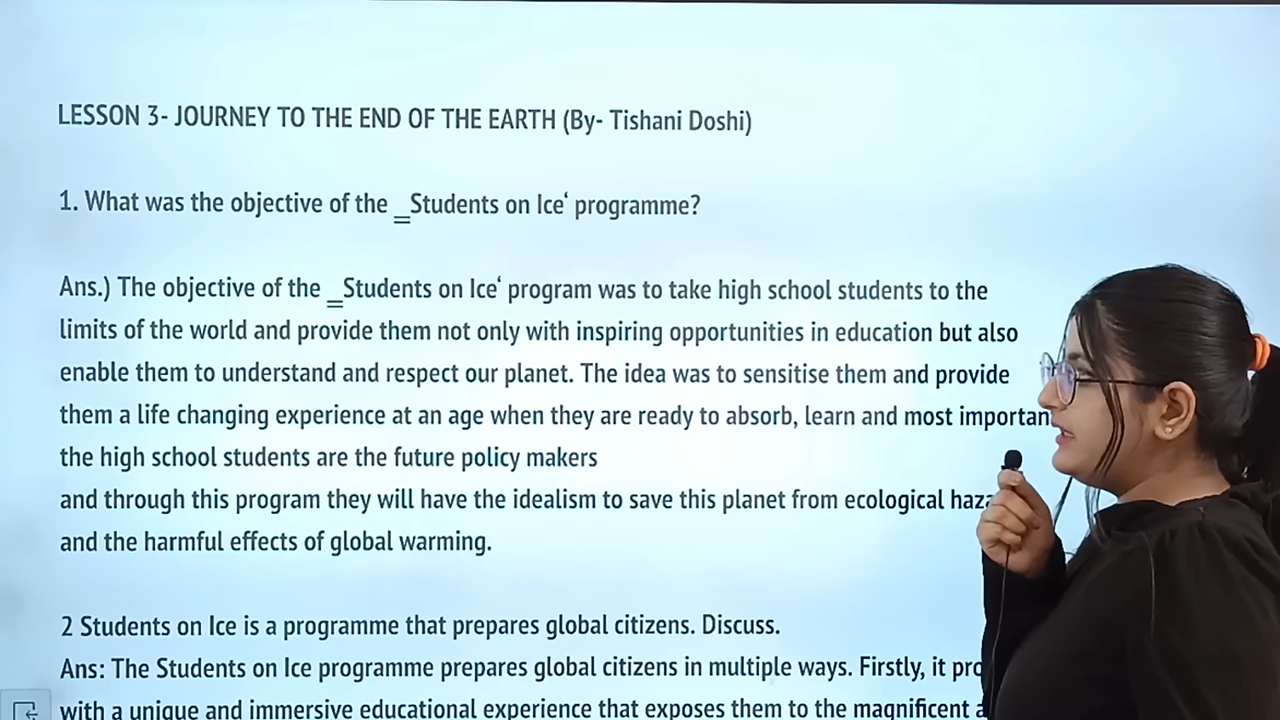 LESSON 3- JOURNEY TO THE END OF THE EARTH (By- Tishani Doshi)
1. What was the objective of the ‗Students on Ice‘ programme?
Ans.) The objective of the ‗Students on Ice‘ program was to take high school students to the
limits of the world and provide them not only with inspiring opportunities in education but also
enable them to understand and respect our planet. The idea was to sensitise them and provide
them a life changing experience at an age when they are ready to absorb, learn and most
the high school students are the future policy makers
and through this program they will have the idealism to save this planet from ecological
and the harmful effects of global warming.
2 Students on Ice is a programme that prepares global citizens. Discuss.
Ans: The Students on Ice programme prepares global citizens in multiple ways. Firstly, it
with a unique and immersive educational experience that exposes them to the magnificent